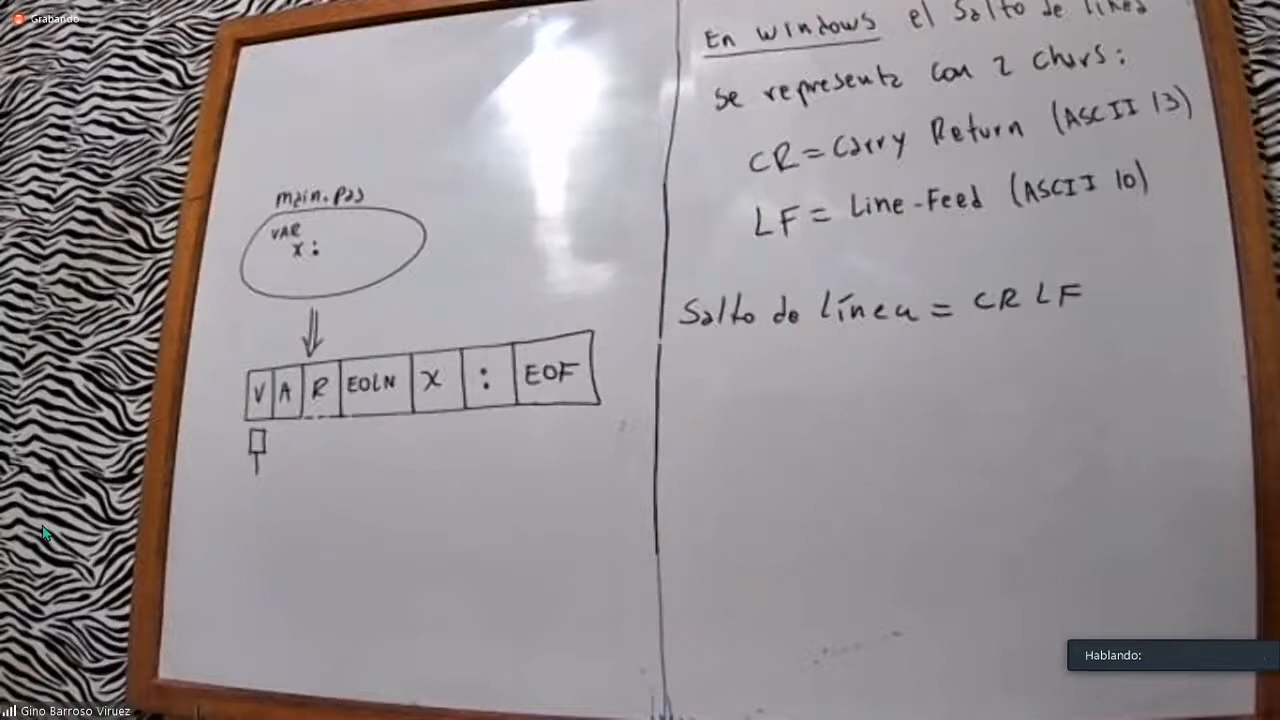 Grabando
main.pas
VAR
X :
V A R EOLN X : EOF
En Windows el Salto de línea
se representa con 2 chars:
CR = Carry Return (ASCII 13)
LF = Line-Feed (ASCII 10)
Salto de línea = CR LF
Hablando:
Gino Barroso Viruez